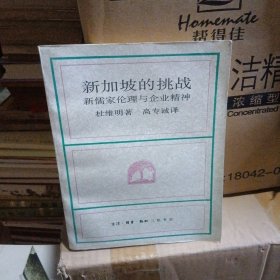 Homemate
帮得佳
洁精
浓缩型
18042-0
新加坡的挑战
新儒家伦理与企业精神
杜维明著 高专诚译
生活·读书·新知三联书店